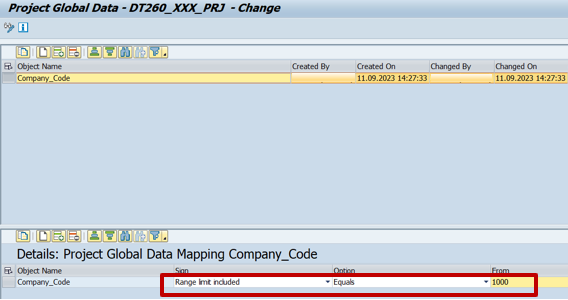 Project Global Data - DT260_XXX_PRJ - Change
Object Name Created By Created On Changed By Changed On
Company_Code 11.09.2023 14:27:33 11.09.2023 14:27:33
Details: Project Global Data Mapping Company_Code
Object Name Sign Option From
Company_Code Range limit included Equals 1000